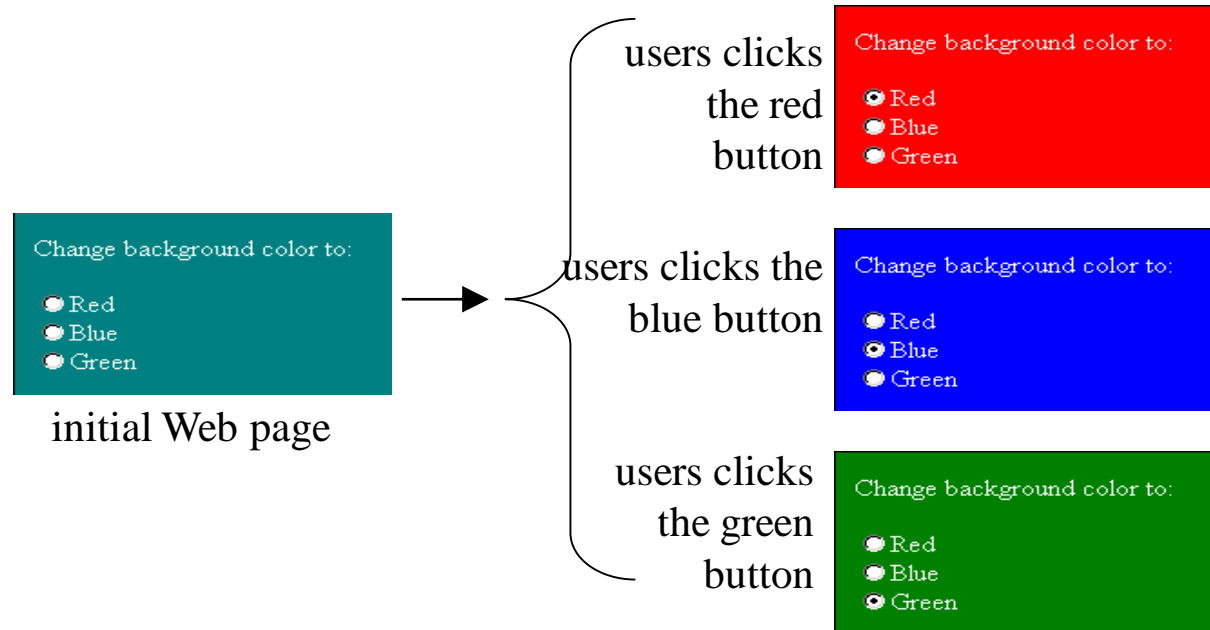 Change background color to:
Red
Blue
Green
initial Web page
users clicks
the red
button
Change background color to:
Red
Blue
Green
users clicks the
blue button
Change background color to:
Red
Blue
Green
users clicks
the green
button
Change background color to:
Red
Blue
Green